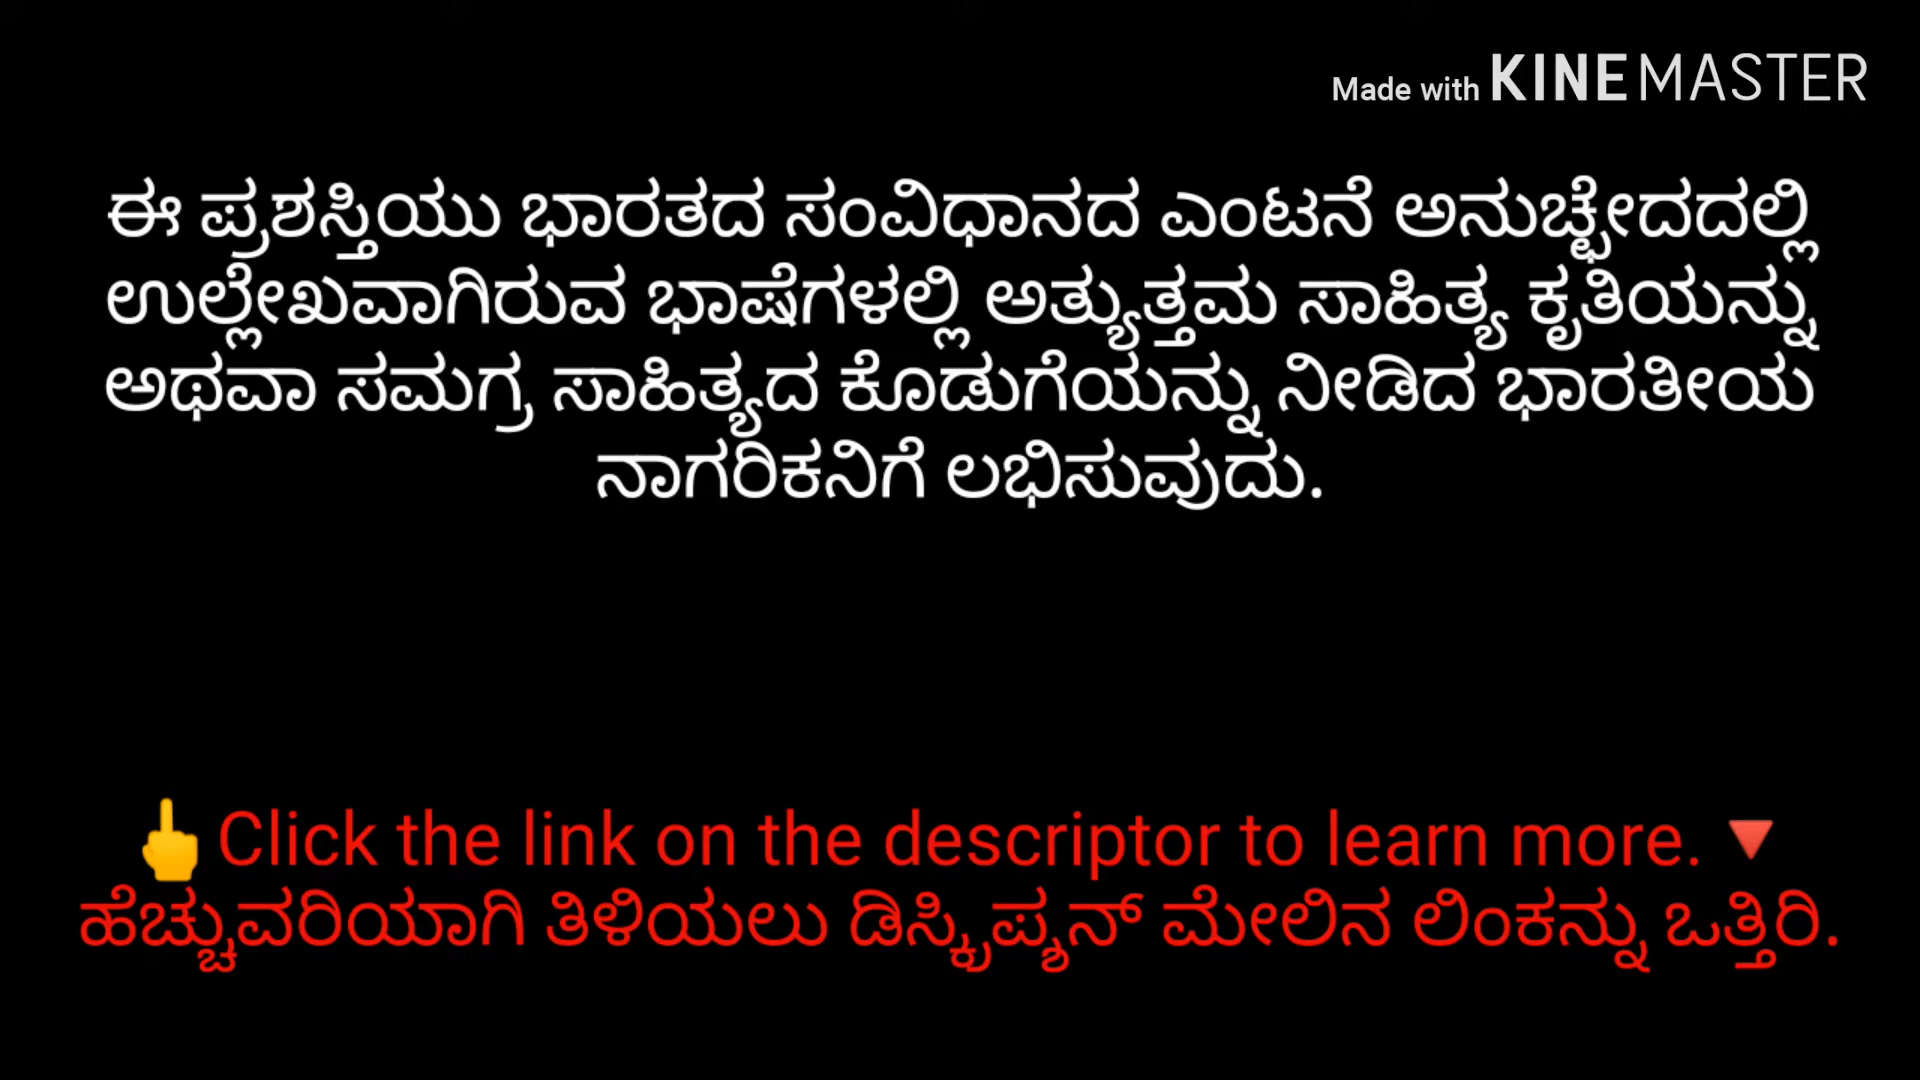 Made with KINEMASTER
ಈ ಪ್ರಶಸ್ತಿಯು ಭಾರತದ ಸಂವಿಧಾನದ ಎಂಟನೆ ಅನುಚ್ಛೇದದಲ್ಲಿ
ಉಲ್ಲೇಖವಾಗಿರುವ ಭಾಷೆಗಳಲ್ಲಿ ಅತ್ಯುತ್ತಮ ಸಾಹಿತ್ಯ ಕೃತಿಯನ್ನು
ಅಥವಾ ಸಮಗ್ರ ಸಾಹಿತ್ಯದ ಕೊಡುಗೆಯನ್ನು ನೀಡಿದ ಭಾರತೀಯ
ನಾಗರಿಕನಿಗೆ ಲಭಿಸುವುದು.
🖕Click the link on the descriptor to learn more.🔻
ಹೆಚ್ಚುವರಿಯಾಗಿ ತಿಳಿಯಲು ಡಿಸ್ಕ್ರಿಪ್ಶನ್ ಮೇಲಿನ ಲಿಂಕನ್ನು ಒತ್ತಿರಿ.